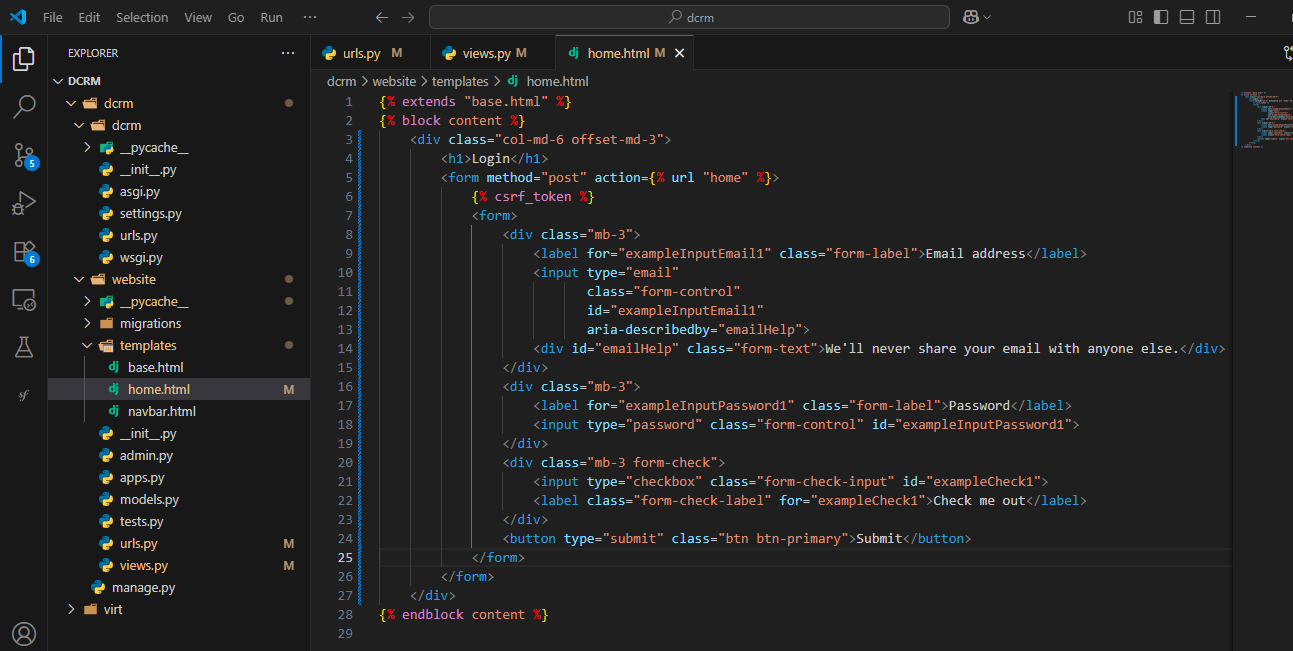 File Edit Selection View Go Run ···
dcrm
EXPLORER ···
DCRM
dcrm
dcrm
__pycache__
__init__.py
asgi.py
settings.py
urls.py
wsgi.py
website
__pycache__
migrations
templates
dj base.html
dj home.html M
dj navbar.html
__init__.py
admin.py
apps.py
models.py
tests.py
urls.py M
views.py M
manage.py
virt
5
6
sf
urls.py M
views.py M
dj home.html M
dcrm > website > templates > dj home.html
1 {% extends "base.html" %}
2 {% block content %}
3 <div class="col-md-6 offset-md-3">
4 <h1>Login</h1>
5 <form method="post" action={% url "home" %}>
6 {% csrf_token %}
7 <form>
8 <div class="mb-3">
9 <label for="exampleInputEmail1" class="form-label">Email address</label>
10 <input type="email"
11 class="form-control"
12 id="exampleInputEmail1"
13 aria-describedby="emailHelp">
14 <div id="emailHelp" class="form-text">We'll never share your email with anyone else.</div>
15 </div>
16 <div class="mb-3">
17 <label for="exampleInputPassword1" class="form-label">Password</label>
18 <input type="password" class="form-control" id="exampleInputPassword1">
19 </div>
20 <div class="mb-3 form-check">
21 <input type="checkbox" class="form-check-input" id="exampleCheck1">
22 <label class="form-check-label" for="exampleCheck1">Check me out</label>
23 </div>
24 <button type="submit" class="btn btn-primary">Submit</button>
25 </form>
26 </form>
27 </div>
28 {% endblock content %}
29